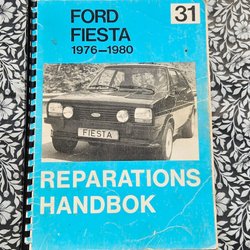 31
FORD
FIESTA
1976—1980
FIESTA
REPARATIONS
HANDBOK